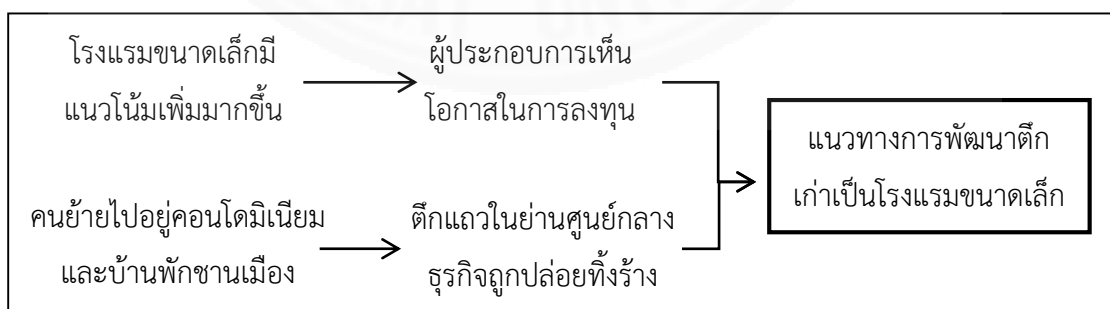 โรงแรมขนาดเล็กมี
แนวโน้มเพิ่มมากขึ้น
ผู้ประกอบการเห็น
โอกาสในการลงทุน
คนย้ายไปอยู่คอนโดมิเนียม
และบ้านพักชานเมือง
ตึกแถวในย่านศูนย์กลาง
ธุรกิจถูกปล่อยทิ้งร้าง
แนวทางการพัฒนาตึก
เก่าเป็นโรงแรมขนาดเล็ก